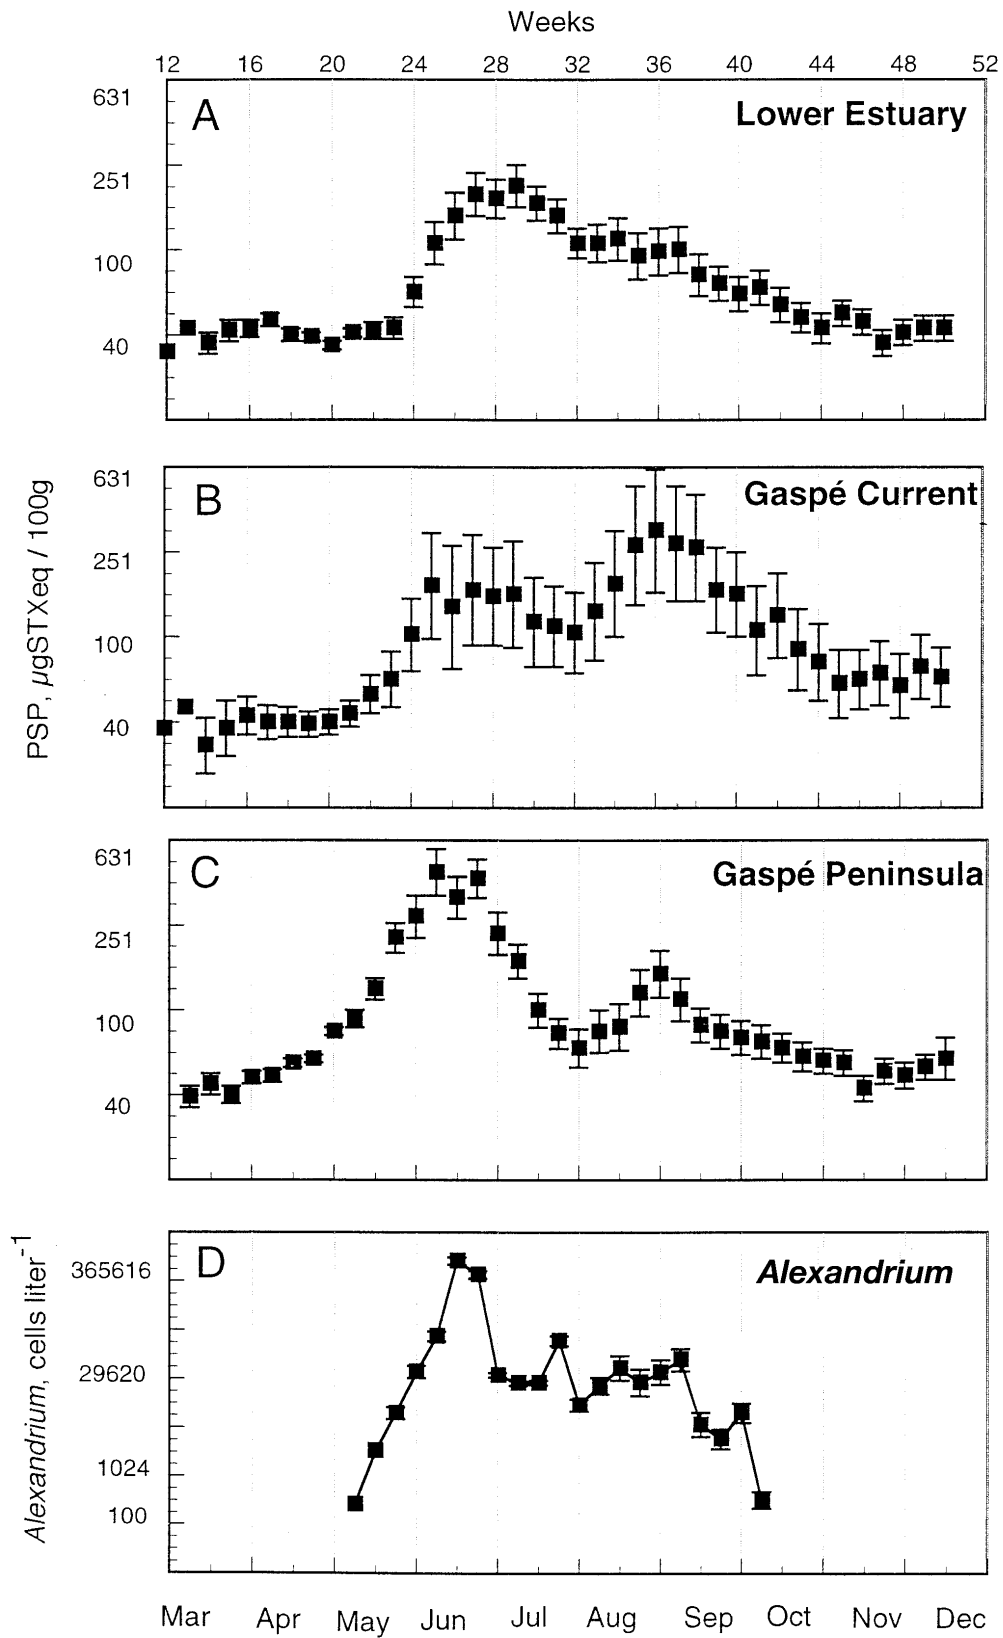 Weeks
12 16 20 24 28 32 36 40 44 48 52
A
Lower Estuary
631
251
100
40
B
Gaspé Current
631
251
100
40
PSP, µgSTXeq / 100g
C
Gaspé Peninsula
631
251
100
40
D
Alexandrium
365616
29620
1024
100
Alexandrium, cells liter-1
Mar Apr May Jun Jul Aug Sep Oct Nov Dec